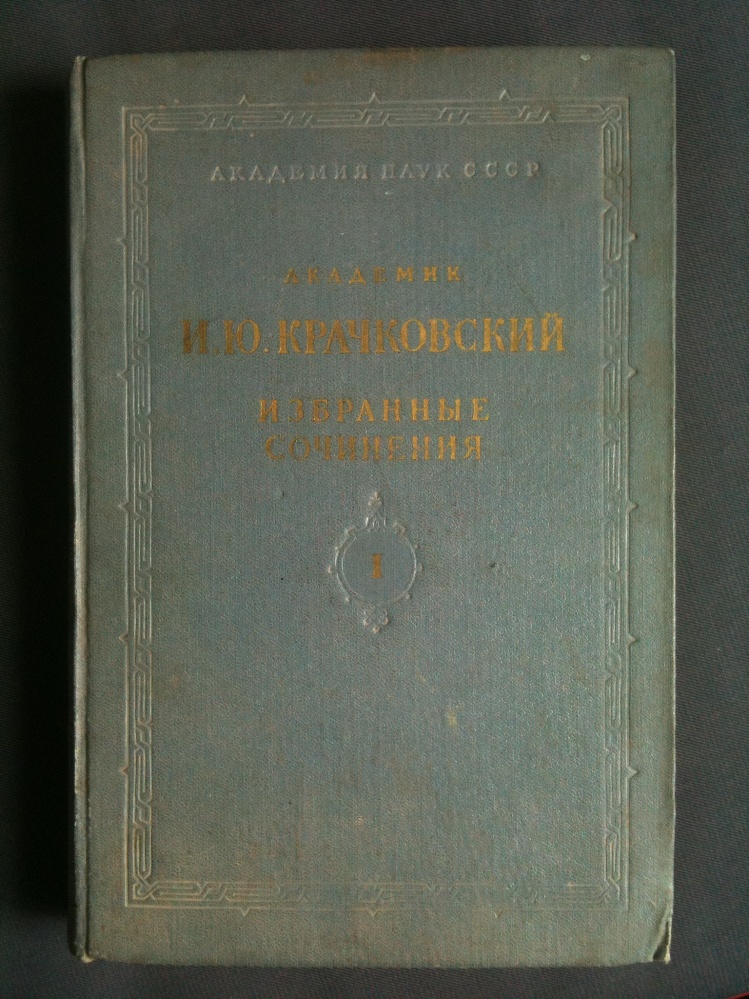 АКАДЕМИЯ НАУК СССР
АКАДЕМИК
И.Ю. КРАЧКОВСКИЙ
ИЗБРАННЫЕ
СОЧИНЕНИЯ
I